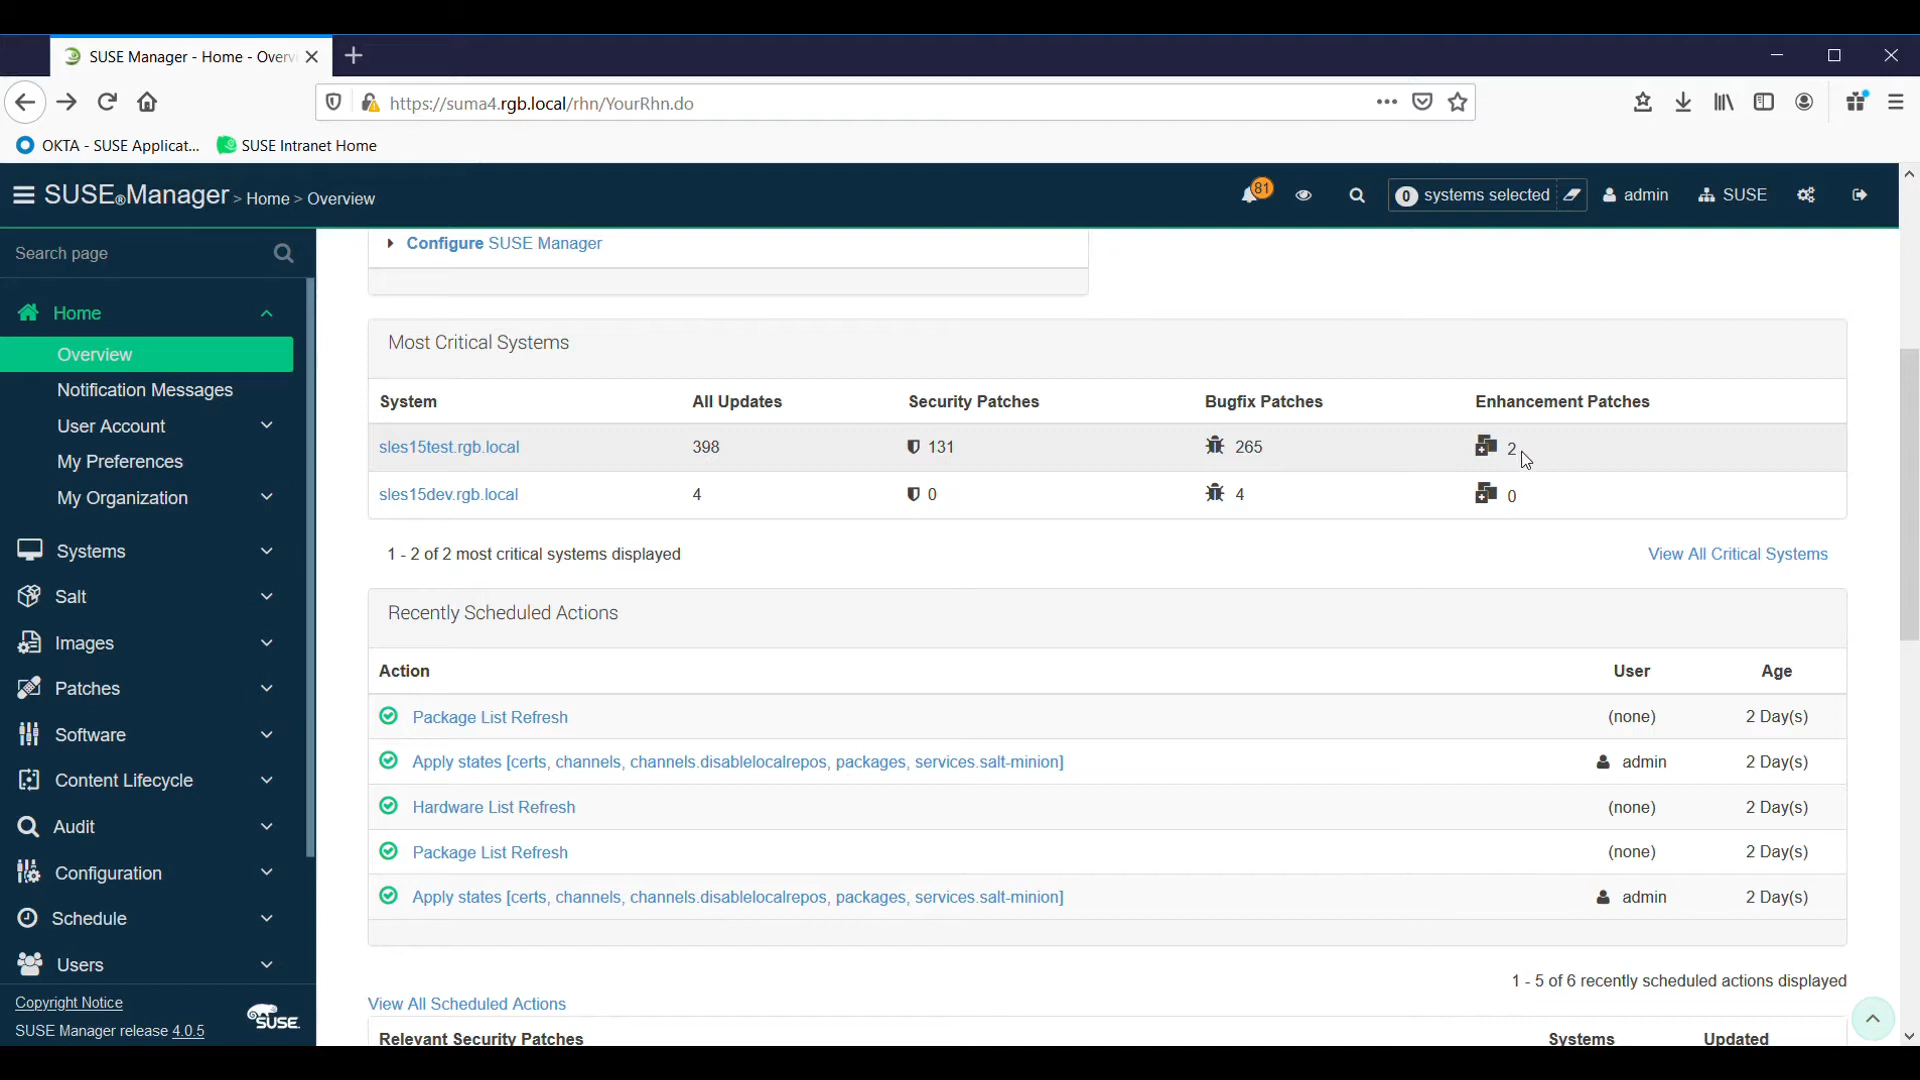 SUSE Manager - Home - Overv
https://suma4.rgb.local/rhn/YourRhn.do
OKTA - SUSE Applicat... SUSE Intranet Home
SUSE®Manager > Home > Overview 81 0 systems selected admin SUSE
Search page
Home
Overview
Notification Messages
User Account
My Preferences
My Organization
Systems
Salt
Images
Patches
Software
Content Lifecycle
Audit
Configuration
Schedule
Users
Copyright Notice
SUSE Manager release 4.0.5
SUSE
Configure SUSE Manager
Most Critical Systems
System All Updates Security Patches Bugfix Patches Enhancement Patches
sles15test.rgb.local 398 131 265 2
sles15dev.rgb.local 4 0 4 0
1 - 2 of 2 most critical systems displayed View All Critical Systems
Recently Scheduled Actions
Action User Age
Package List Refresh (none) 2 Day(s)
Apply states [certs, channels, channels.disablelocalrepos, packages, services.salt-minion] admin 2 Day(s)
Hardware List Refresh (none) 2 Day(s)
Package List Refresh (none) 2 Day(s)
Apply states [certs, channels, channels.disablelocalrepos, packages, services.salt-minion] admin 2 Day(s)
1 - 5 of 6 recently scheduled actions displayed
View All Scheduled Actions
Relevant Security Patches Systems Updated